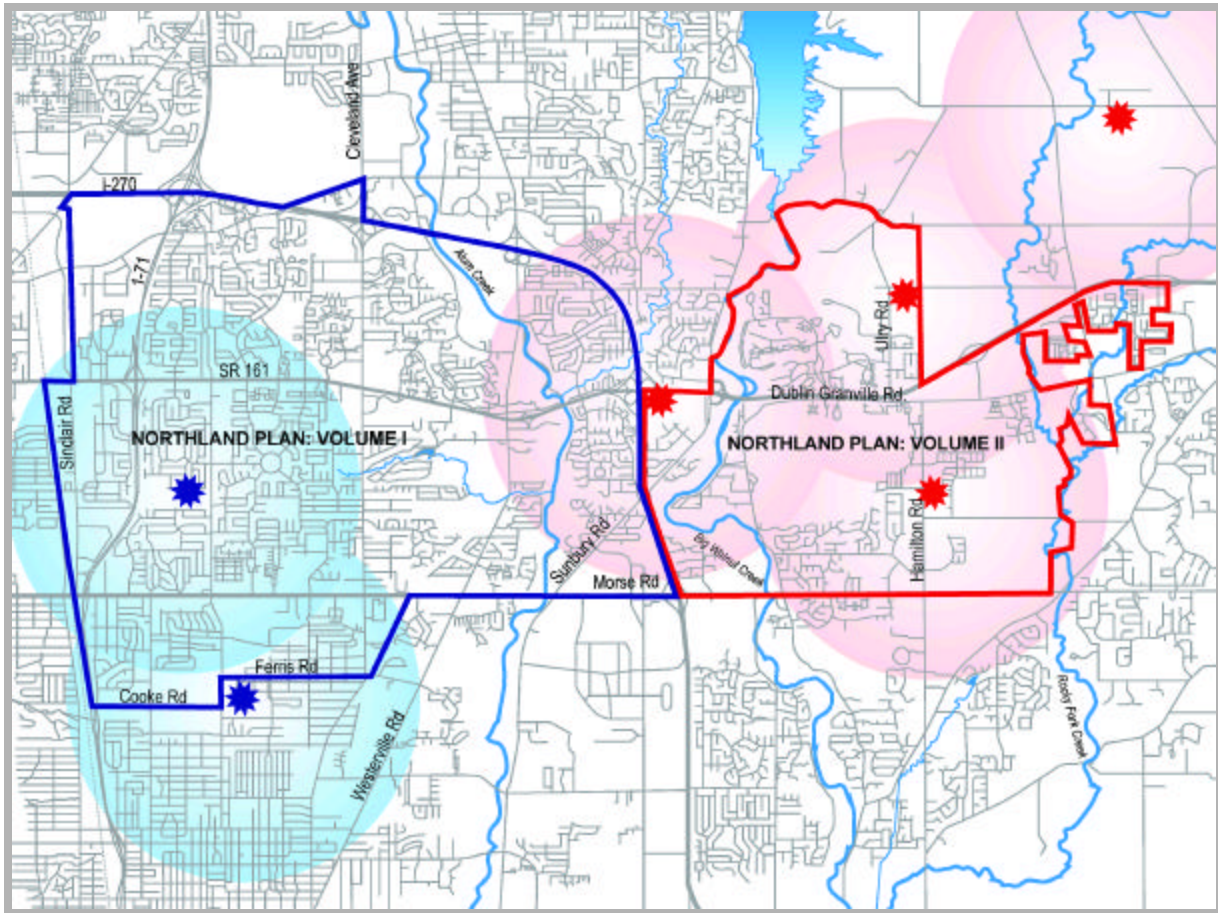 Cleveland Ave
I-270
I-71
Alum Creek
Ulry Rd
SR 161
Dublin Granville Rd
Sinclair Rd
NORTHLAND PLAN: VOLUME I
NORTHLAND PLAN: VOLUME II
Hamilton Rd
Sunbury Rd
Big Walnut Creek
Morse Rd
Ferris Rd
Cooke Rd
Westerville Rd
Rocky Fork Creek